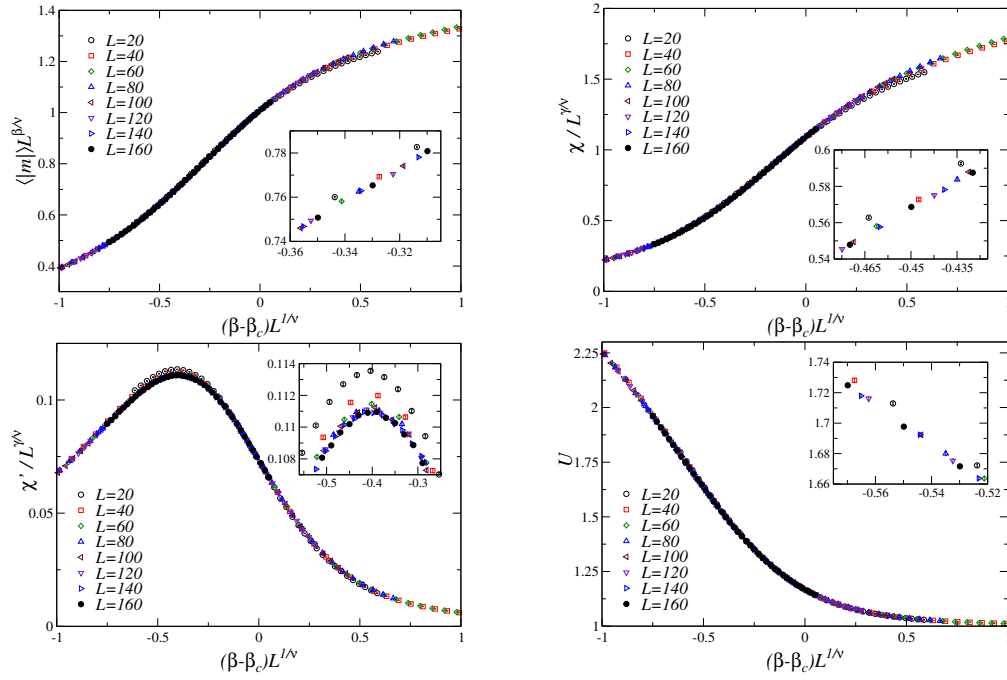 1.4
1.2
1.0
0.8
0.6
0.4
⟨|m|⟩L^{β/ν}
L=20
L=40
L=60
L=80
L=100
L=120
L=140
L=160
0.78
0.76
0.74
-0.36 -0.34 -0.32
-1 -0.5 0 0.5 1
(β-β_c)L^{1/ν}
2
1.5
1
0.5
0
χ / L^{γ/ν}
L=20
L=40
L=60
L=80
L=100
L=120
L=140
L=160
0.6
0.58
0.56
0.54
-0.465 -0.45 -0.435
-1 -0.5 0 0.5
(β-β_c)L^{1/ν}
0.1
0.05
0
χ' / L^{γ/ν}
0.114
0.111
0.108
-0.5 -0.4 -0.3
L=20
L=40
L=60
L=80
L=100
L=120
L=140
L=160
-1 -0.5 0 0.5 1
(β-β_c)L^{1/ν}
2.25
2
1.75
1.5
1.25
1
U
1.74
1.72
1.70
1.68
1.66
-0.56 -0.54 -0.52
L=20
L=40
L=60
L=80
L=100
L=120
L=140
L=160
-1 -0.5 0 0.5 1
(β-β_c)L^{1/ν}